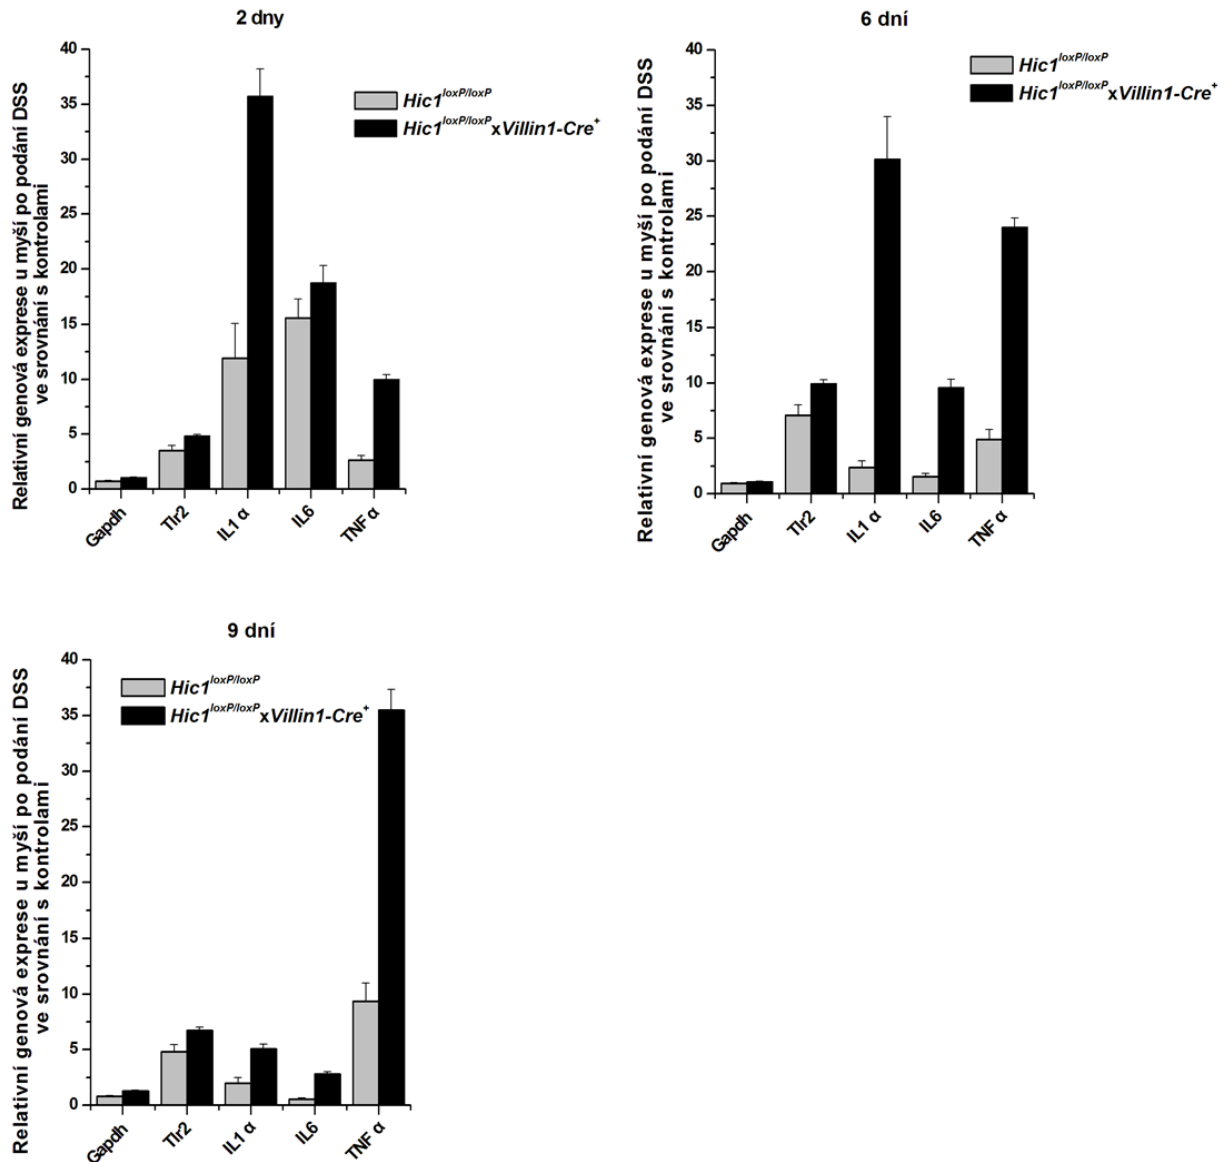 2 dny
Relativní genová exprese u myší po podání DSS
ve srovnání s kontrolami
40
35
30
25
20
15
10
5
0
Hic1loxP/loxP
Hic1loxP/loxPxVillin1-Cre+
Gapdh
Tlr2
IL1 α
IL6
TNF α
6 dní
Relativní genová exprese u myší po podání DSS
ve srovnání s kontrolami
40
35
30
25
20
15
10
5
0
Hic1loxP/loxP
Hic1loxP/loxPxVillin1-Cre+
Gapdh
Tlr2
IL1 α
IL6
TNF α
9 dní
Relativní genová exprese u myší po podání DSS
ve srovnání s kontrolami
40
35
30
25
20
15
10
5
0
Hic1loxP/loxP
Hic1loxP/loxPxVillin1-Cre+
Gapdh
Tlr2
IL1 α
IL6
TNF α